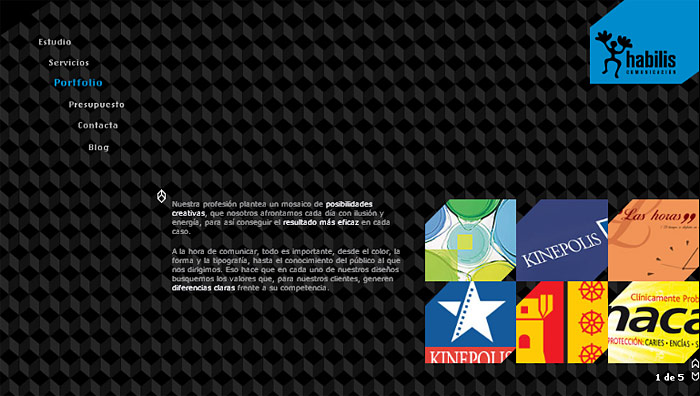 Estudio
Servicios
Portfolio
Presupuesto
Contacta
Blog
habilis
COMUNICACIÓN
Nuestra profesión plantea un mosaico de posibilidades
creativas, que nosotros afrontamos cada día con ilusión y
energía, para así conseguir el resultado más eficaz en cada
caso.
A la hora de comunicar, todo es importante, desde el color, la
forma y la tipografía, hasta el conocimiento del público al que
nos dirigimos. Eso hace que en cada uno de nuestros diseños
busquemos los valores que, para nuestros clientes, generen
diferencias claras frente a su competencia.
KINEPOLIS
Las horas
KINEPOLIS
Clínicamente Prob
naca
PROTECCIÓN: CARIES • ENCÍAS • S
1 de 5